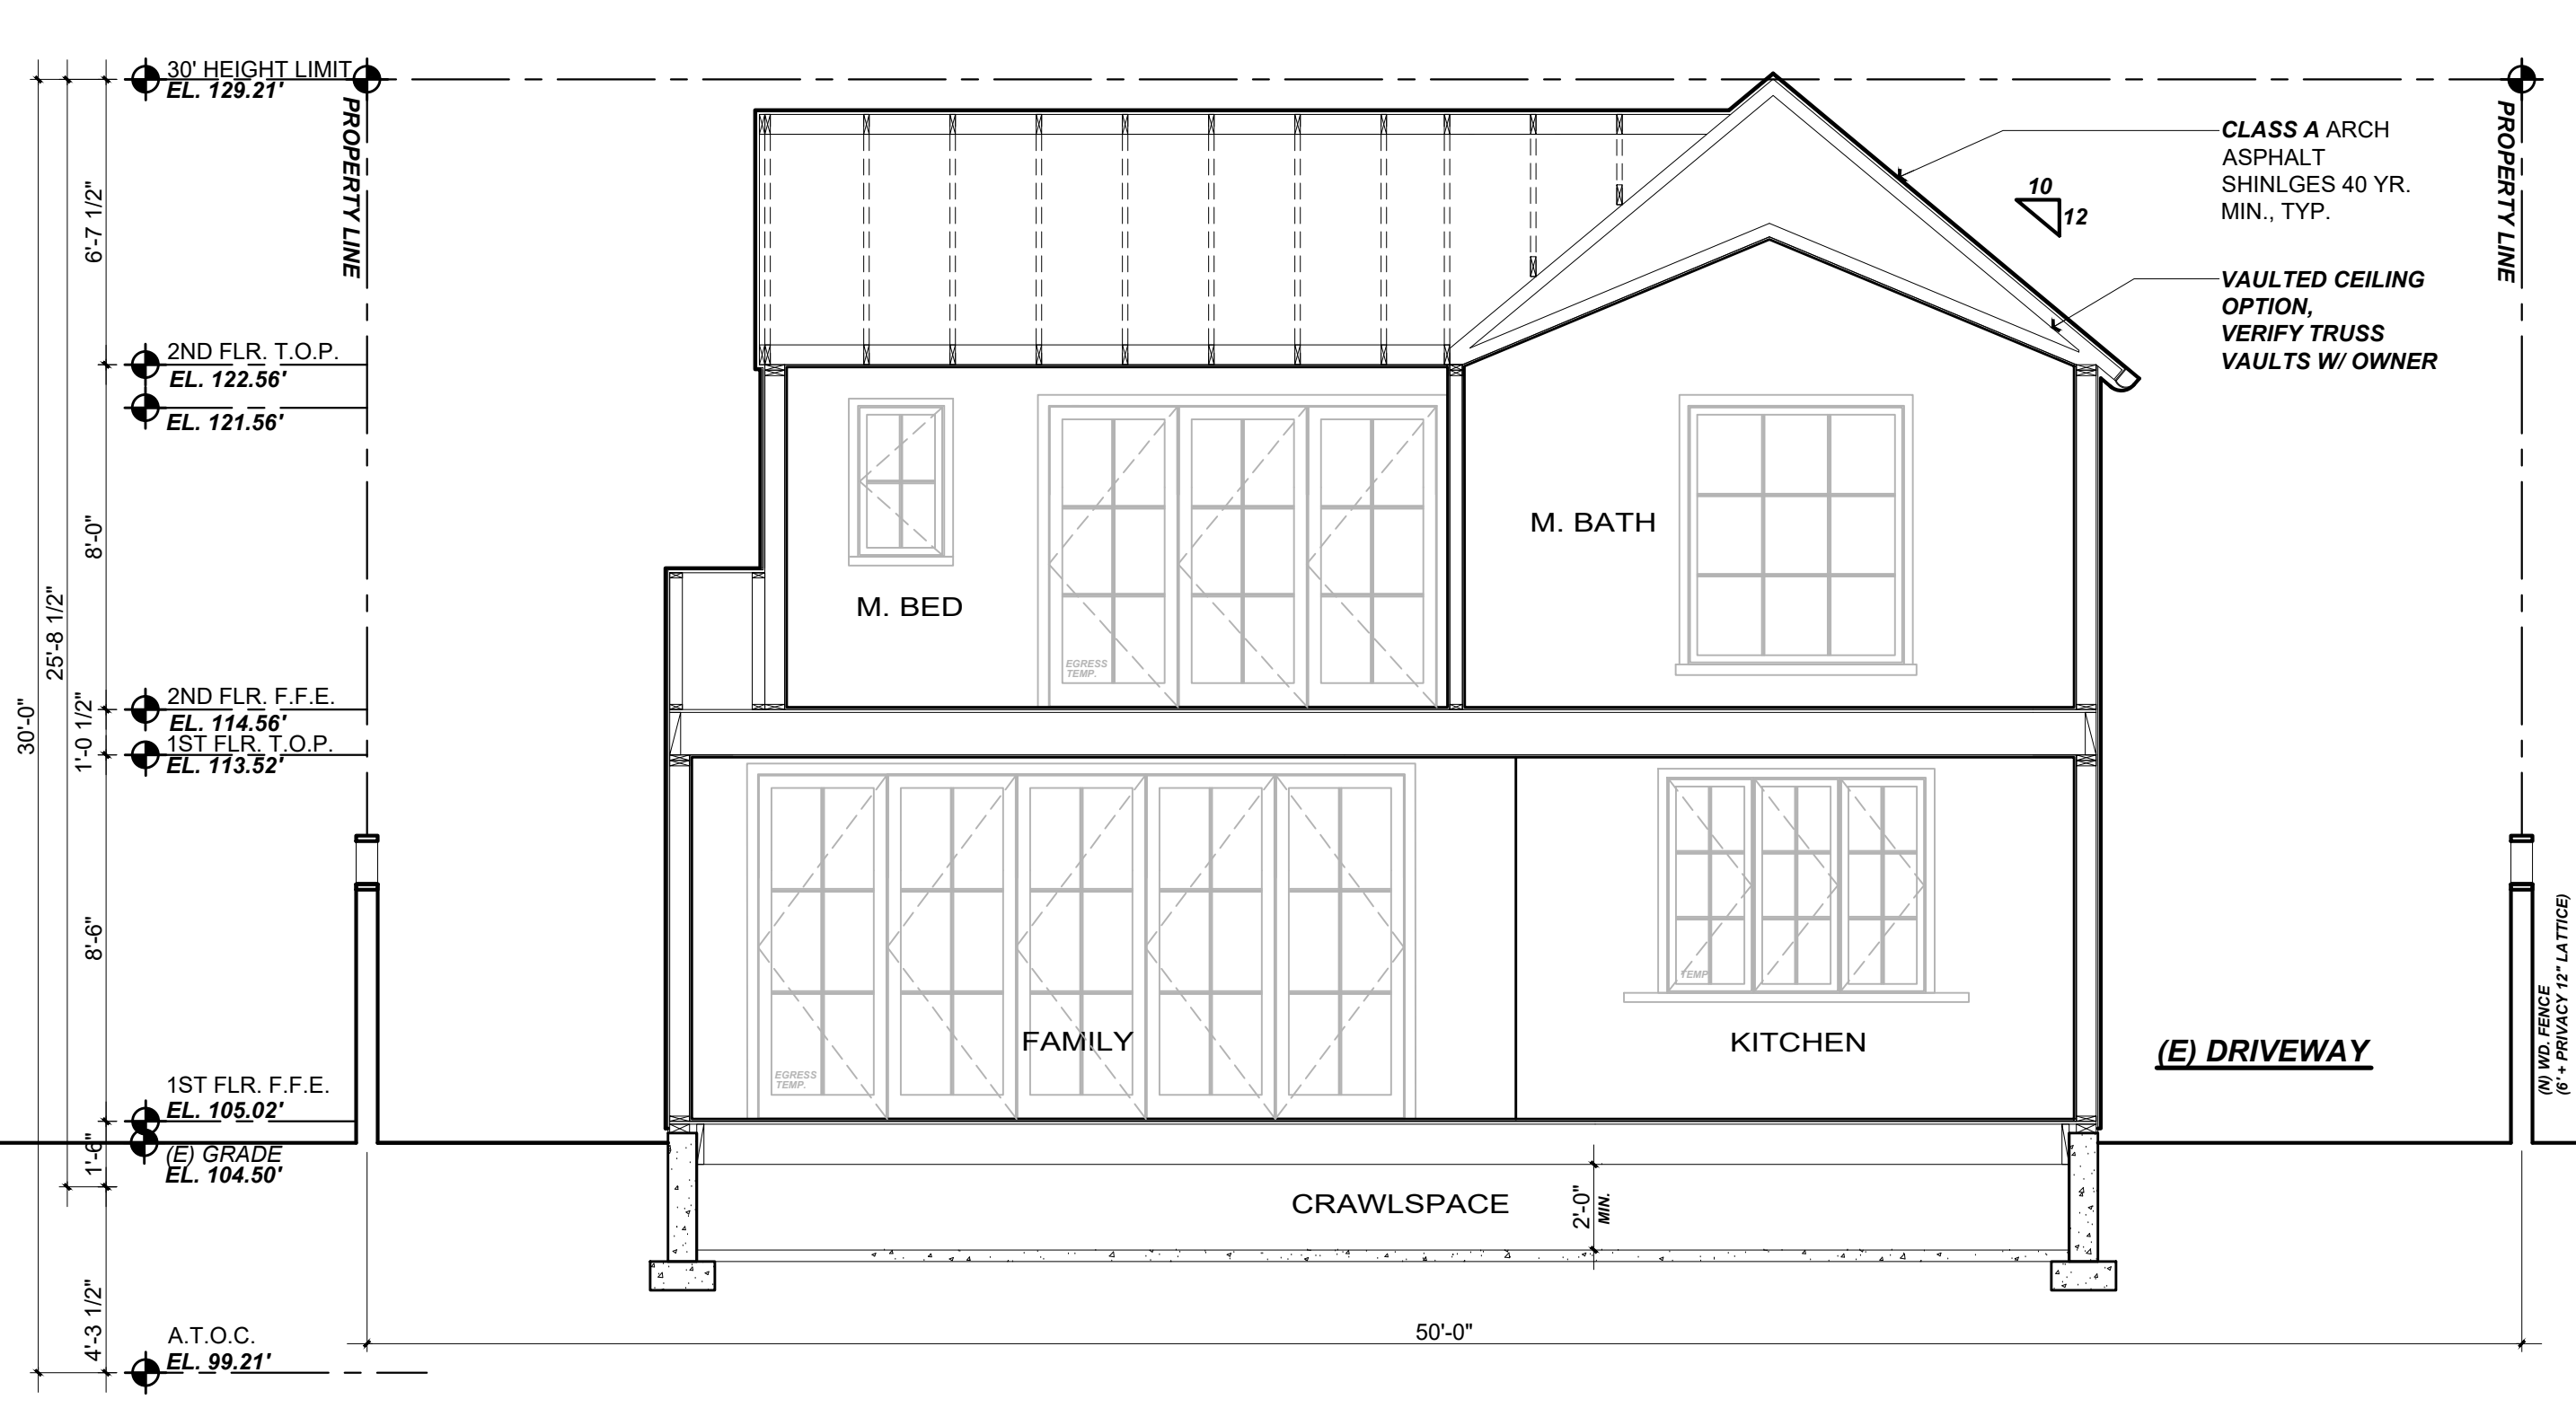 30' HEIGHT LIMIT
EL. 129.21'
PROPERTY LINE
PROPERTY LINE
CLASS A ARCH
ASPHALT
SHINLGES 40 YR.
MIN., TYP.
10
12
VAULTED CEILING
OPTION,
VERIFY TRUSS
VAULTS W/ OWNER
6'-7 1/2"
2ND FLR. T.O.P.
EL. 122.56'
EL. 121.56'
8'-0"
M. BATH
M. BED
EGRESS
TEMP.
25'-8 1/2"
30'-0"
2ND FLR. F.F.E.
EL. 114.56'
1'-0 1/2"
1ST FLR. T.O.P.
EL. 113.52'
8'-6"
TEMP
FAMILY
KITCHEN
EGRESS
TEMP.
(E) DRIVEWAY
(N) WD. FENCE
(6' + PRIVACY 12" LATTICE)
1ST FLR. F.F.E.
EL. 105.02'
1'-6"
(E) GRADE
EL. 104.50'
CRAWLSPACE
2'-0"
MIN.
4'-3 1/2"
A.T.O.C.
EL. 99.21'
50'-0"